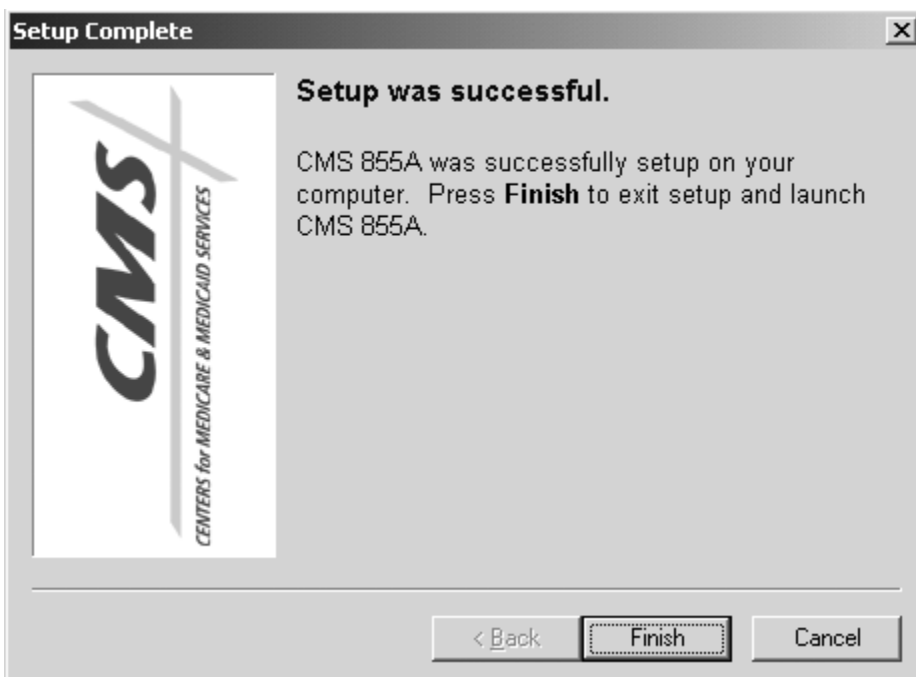 Setup Complete
CMS
CENTERS for MEDICARE & MEDICAID SERVICES
Setup was successful.
CMS 855A was successfully setup on your
computer.  Press Finish to exit setup and launch
CMS 855A.
< Back
Finish
Cancel